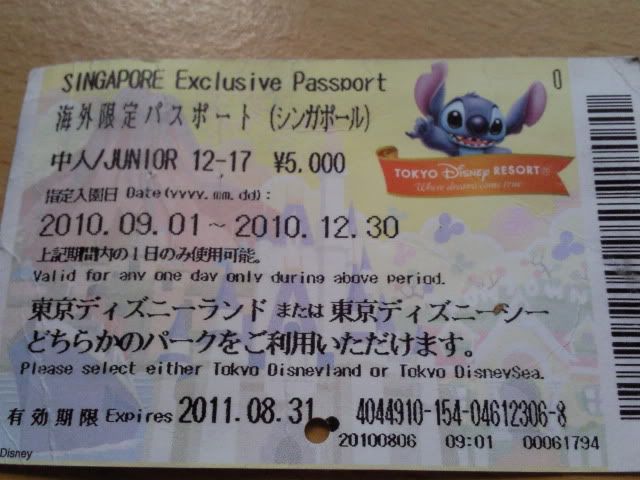 SINGAPORE Exclusive Passport 0
海外限定パスポート (シンガポール)
中人/JUNIOR 12-17 ¥5,000
TOKYO Disney RESORT®
Where dreams come true
指定入園日 Date(yyyy.mm.dd):
2010.09.01 ~ 2010.12.30
上記期間内の1日のみ使用可能。
Valid for any one day only during above period.
東京ディズニーランド または 東京ディズニーシー
どちらかのパークをご利用いただけます。
Please select either Tokyo Disneyland or Tokyo DisneySea.
有効期限 Expires 2011.08.31 4044910-154-04612306-8
20100806 09:01 00061794
Disney